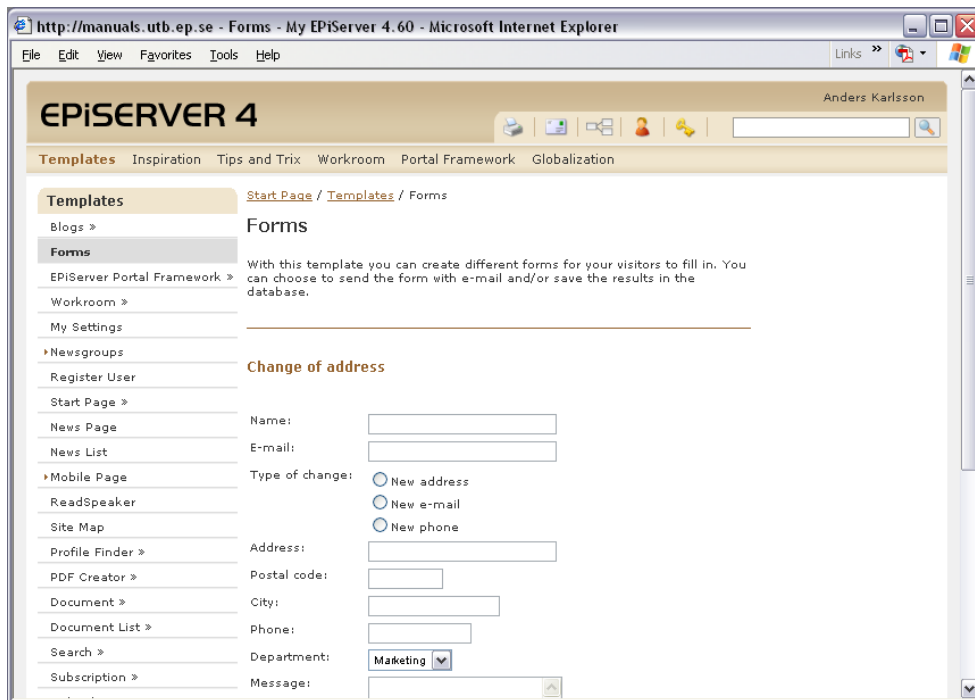 http://manuals.utb.ep.se - Forms - My EPiServer 4.60 - Microsoft Internet Explorer
File Edit View Favorites Tools Help Links »
Anders Karlsson
EPiSERVER 4
Templates Inspiration Tips and Trix Workroom Portal Framework Globalization
Templates
Blogs »
Forms
EPiServer Portal Framework »
Workroom »
My Settings
Newsgroups
Register User
Start Page »
News Page
News List
Mobile Page
ReadSpeaker
Site Map
Profile Finder »
PDF Creator »
Document »
Document List »
Search »
Subscription »
Start Page / Templates / Forms
Forms
With this template you can create different forms for your visitors to fill in. You
can choose to send the form with e-mail and/or save the results in the
database.
Change of address
Name:
E-mail:
Type of change:
New address
New e-mail
New phone
Address:
Postal code:
City:
Phone:
Department: Marketing
Message: